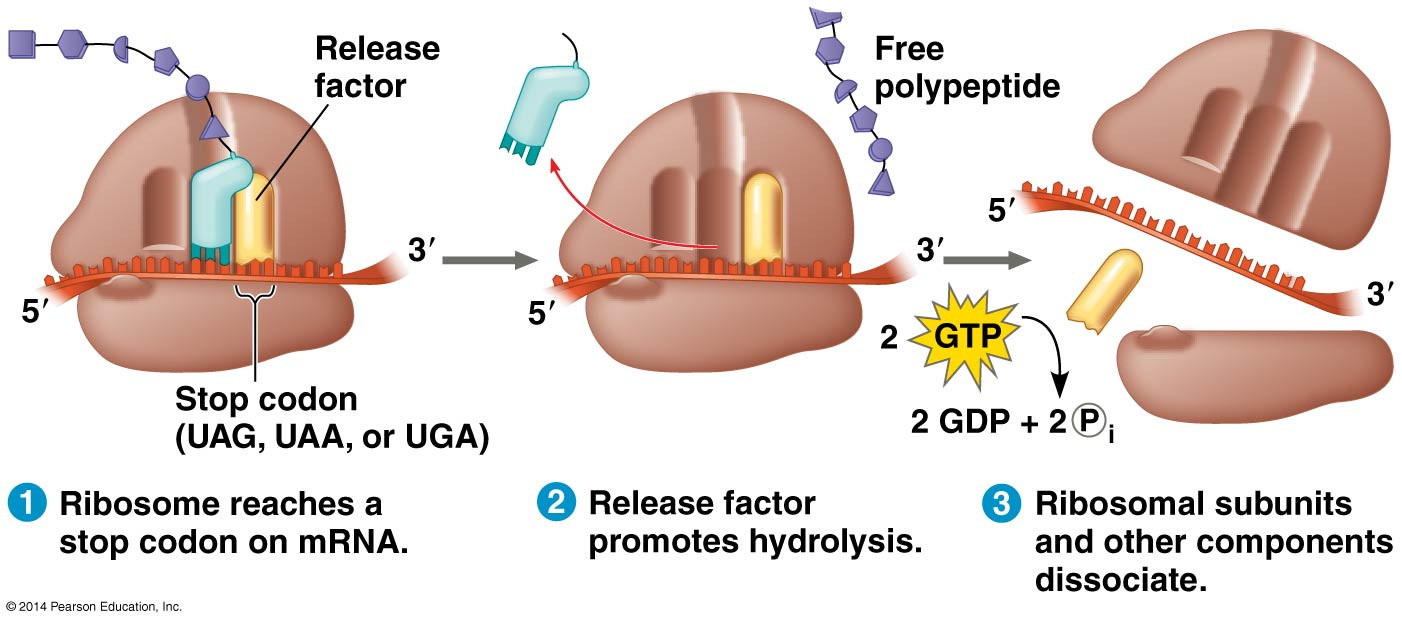 Release
factor
Free
polypeptide
5′
3′
5′
3′
5′
3′
Stop codon
(UAG, UAA, or UGA)
2 GTP
2 GDP + 2 Pi
1 Ribosome reaches a
stop codon on mRNA.
2 Release factor
promotes hydrolysis.
3 Ribosomal subunits
and other components
dissociate.
© 2014 Pearson Education, Inc.